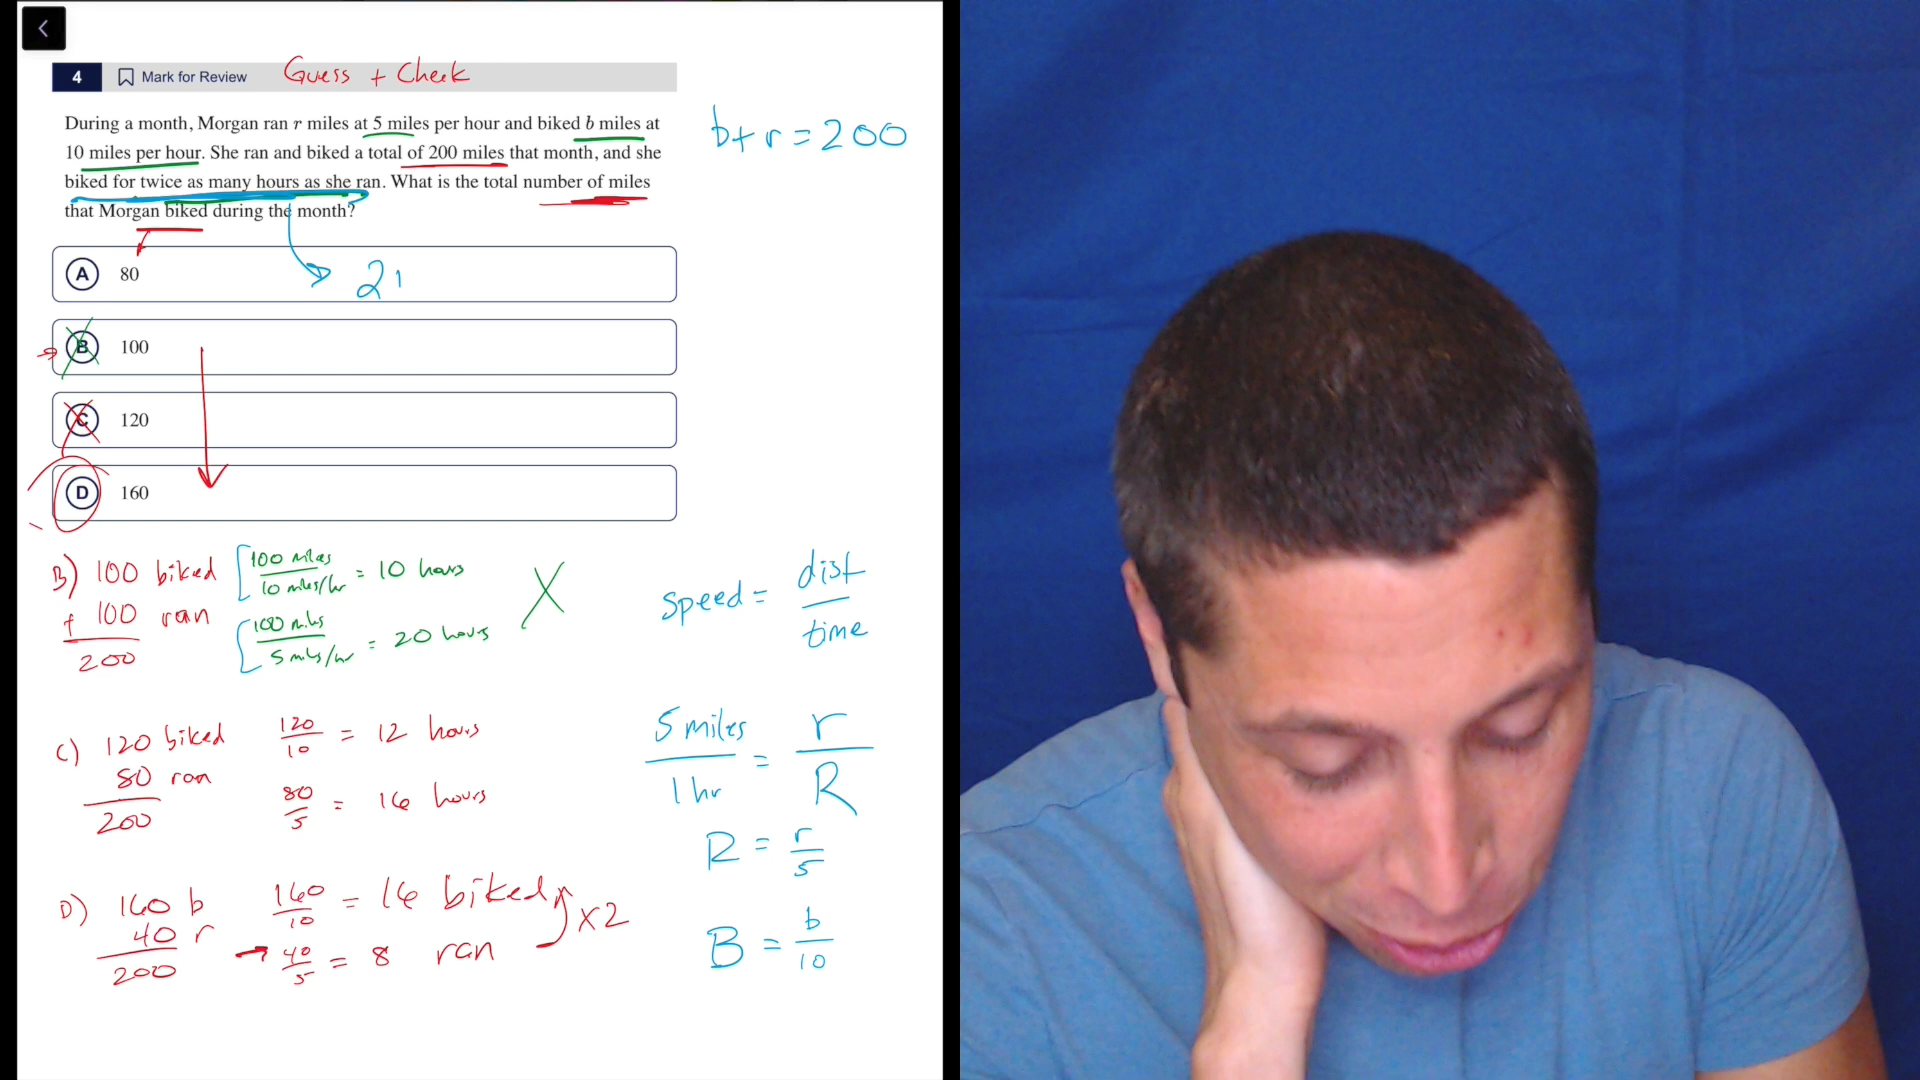 4 Mark for Review Guess + Check
During a month, Morgan ran r miles at 5 miles per hour and biked b miles at
10 miles per hour. She ran and biked a total of 200 miles that month, and she
biked for twice as many hours as she ran. What is the total number of miles
that Morgan biked during the month?
b + r = 200
A 80
2
B 100
C 120
D 160
B) 100 biked
+ 100 ran
200
100 miles
10 miles/hr = 10 hours
100 miles
5 miles/hr = 20 hours
X
speed = dist
time
C) 120 biked
80 ran
200
120
10 = 12 hours
80
5 = 16 hours
5 miles
1 hr = r
R
R = r
5
D) 160 b
40 r
200
160
10 = 16 biked
40
5 = 8 ran
x2
B = b
10